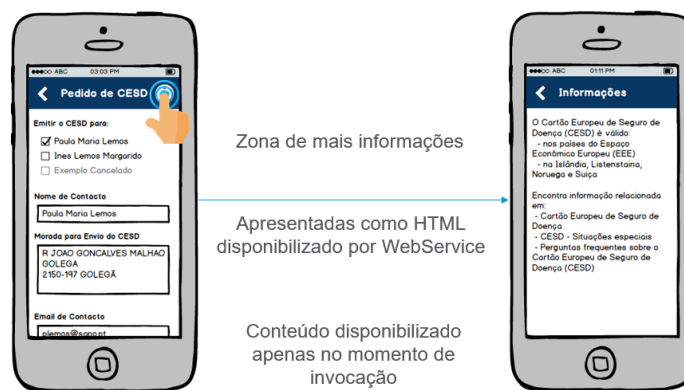 ABC 03:03 PM
Pedido de CESD
Emitir o CESD para:
Paula Maria Lemos
Ines Lemos Margarido
Exemplo Cancelado
Nome de Contacto
Paula Maria Lemos
Morada para Envio do CESD
R JOAO GONCALVES MALHAO
GOLEGA
2150-197 GOLEGÃ
Email de Contacto
plemos@sapo.pt
Zona de mais informações
Apresentadas como HTML
disponibilizado por WebService
Conteúdo disponibilizado
apenas no momento de
invocação
ABC 01:11 PM
Informações
O Cartão Europeu de Seguro de
Doença (CESD) é válido:
- nos países do Espaço
Económico Europeu (EEE)
- na Islândia, Listenstaina,
Noruega e Suiça
Encontra informação relacionada
em:
- Cartão Europeu de Seguro de
Doença
- CESD - Situações especiais
- Perguntas frequentes sobre o
Cartão Europeu de Seguro de
Doença (CESD)